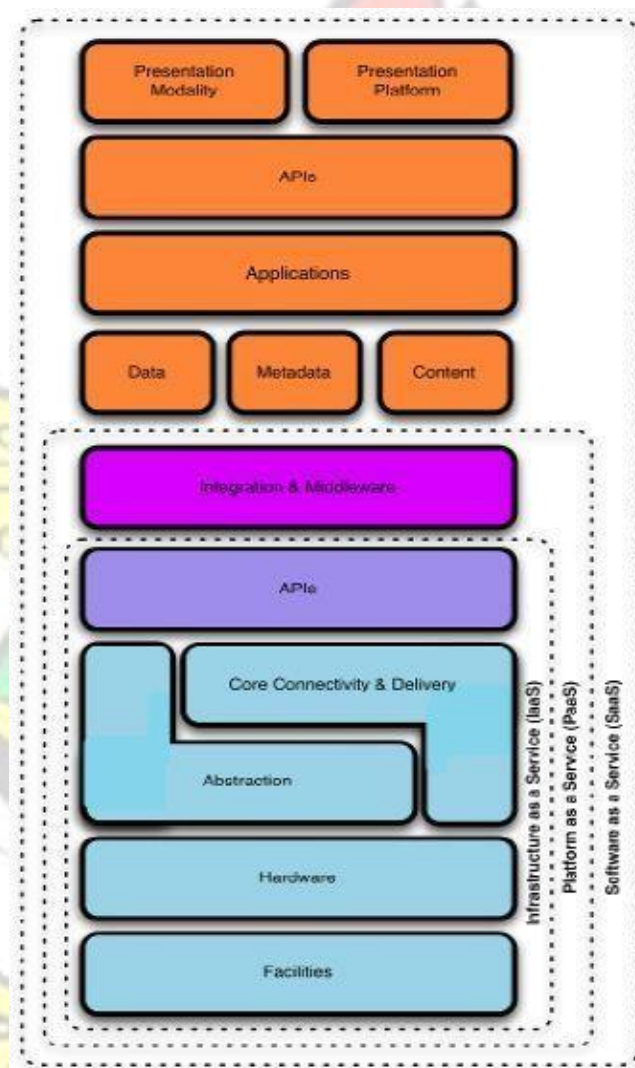 Presentation
Modality
Presentation
Platform
APIs
Applications
Data
Metadata
Content
Integration & Middleware
APIs
Core Connectivity & Delivery
Abstraction
Hardware
Facilities
Infrastructure as a Service (IaaS)
Platform as a Service (PaaS)
Software as a Service (SaaS)